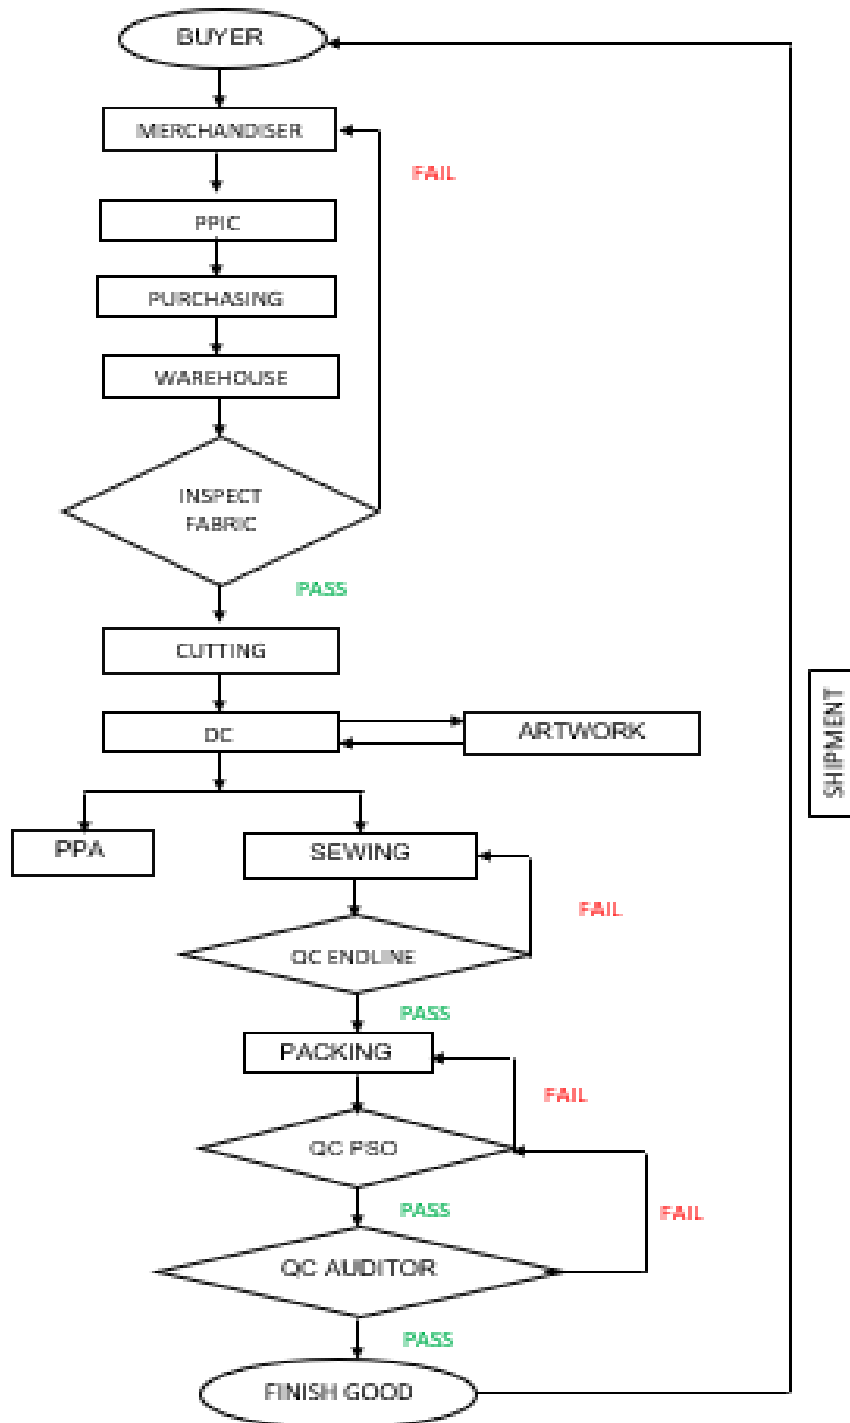 BUYER
MERCHANDISER
FAIL
PPIC
PURCHASING
WAREHOUSE
INSPECT
FABRIC
PASS
CUTTING
DC
ARTWORK
SHIPMENT
PPA
SEWING
FAIL
QC ENDLINE
PASS
PACKING
FAIL
QC PSO
PASS
FAIL
QC AUDITOR
PASS
FINISH GOOD